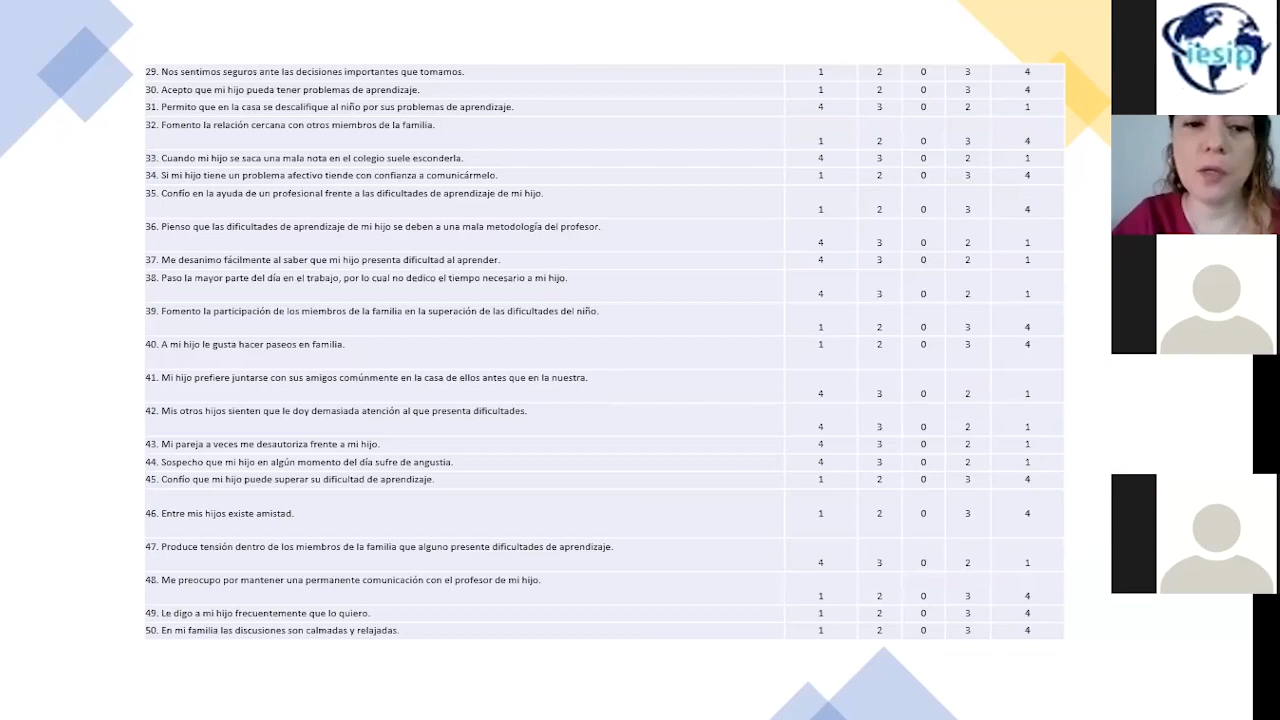 29. Nos sentimos seguros ante las decisiones importantes que tomamos. 1 2 0 3 4
30. Acepto que mi hijo pueda tener problemas de aprendizaje. 1 2 0 3 4
31. Permito que en la casa se descalifique al niño por sus problemas de aprendizaje. 4 3 0 2 1
32. Fomento la relación cercana con otros miembros de la familia. 1 2 0 3 4
33. Cuando mi hijo se saca una mala nota en el colegio suele esconderla. 4 3 0 2 1
34. Si mi hijo tiene un problema afectivo tiende con confianza a comunicármelo. 1 2 0 3 4
35. Confío en la ayuda de un profesional frente a las dificultades de aprendizaje de mi hijo. 1 2 0 3 4
36. Pienso que las dificultades de aprendizaje de mi hijo se deben a una mala metodología del profesor. 4 3 0 2 1
37. Me desanimo fácilmente al saber que mi hijo presenta dificultad al aprender. 4 3 0 2 1
38. Paso la mayor parte del día en el trabajo, por lo cual no dedico el tiempo necesario a mi hijo. 4 3 0 2 1
39. Fomento la participación de los miembros de la familia en la superación de las dificultades del niño. 1 2 0 3 4
40. A mi hijo le gusta hacer paseos en familia. 1 2 0 3 4
41. Mi hijo prefiere juntarse con sus amigos comúnmente en la casa de ellos antes que en la nuestra. 4 3 0 2 1
42. Mis otros hijos sienten que le doy demasiada atención al que presenta dificultades. 4 3 0 2 1
43. Mi pareja a veces me desautoriza frente a mi hijo. 4 3 0 2 1
44. Sospecho que mi hijo en algún momento del día sufre de angustia. 4 3 0 2 1
45. Confío que mi hijo puede superar su dificultad de aprendizaje. 1 2 0 3 4
46. Entre mis hijos existe amistad. 1 2 0 3 4
47. Produce tensión dentro de los miembros de la familia que alguno presente dificultades de aprendizaje. 4 3 0 2 1
48. Me preocupo por mantener una permanente comunicación con el profesor de mi hijo. 1 2 0 3 4
49. Le digo a mi hijo frecuentemente que lo quiero. 1 2 0 3 4
50. En mi familia las discusiones son calmadas y relajadas. 1 2 0 3 4
iesip